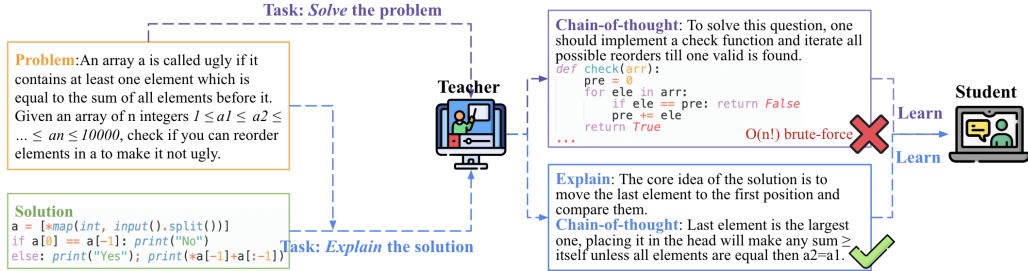 Task: Solve the problem
Problem:An array a is called ugly if it
contains at least one element which is
equal to the sum of all elements before it.
Given an array of n integers 1 ≤ a1 ≤ a2 ≤
... ≤ an ≤ 10000, check if you can reorder
elements in a to make it not ugly.
Solution
a = [*map(int, input().split())]
if a[0] == a[-1]: print("No")
else: print("Yes"); print(*a[-1]+a[:-1])
Task: Explain the solution
Teacher
Chain-of-thought: To solve this question, one
should implement a check function and iterate all
possible reorders till one valid is found.
def check(arr):
pre = 0
for ele in arr:
if ele == pre: return False
pre += ele
return True
...
O(n!) brute-force
Explain: The core idea of the solution is to
move the last element to the first position and
compare them.
Chain-of-thought: Last element is the largest
one, placing it in the head will make any sum ≥
itself unless all elements are equal then a2=a1.
Learn
Learn
Student